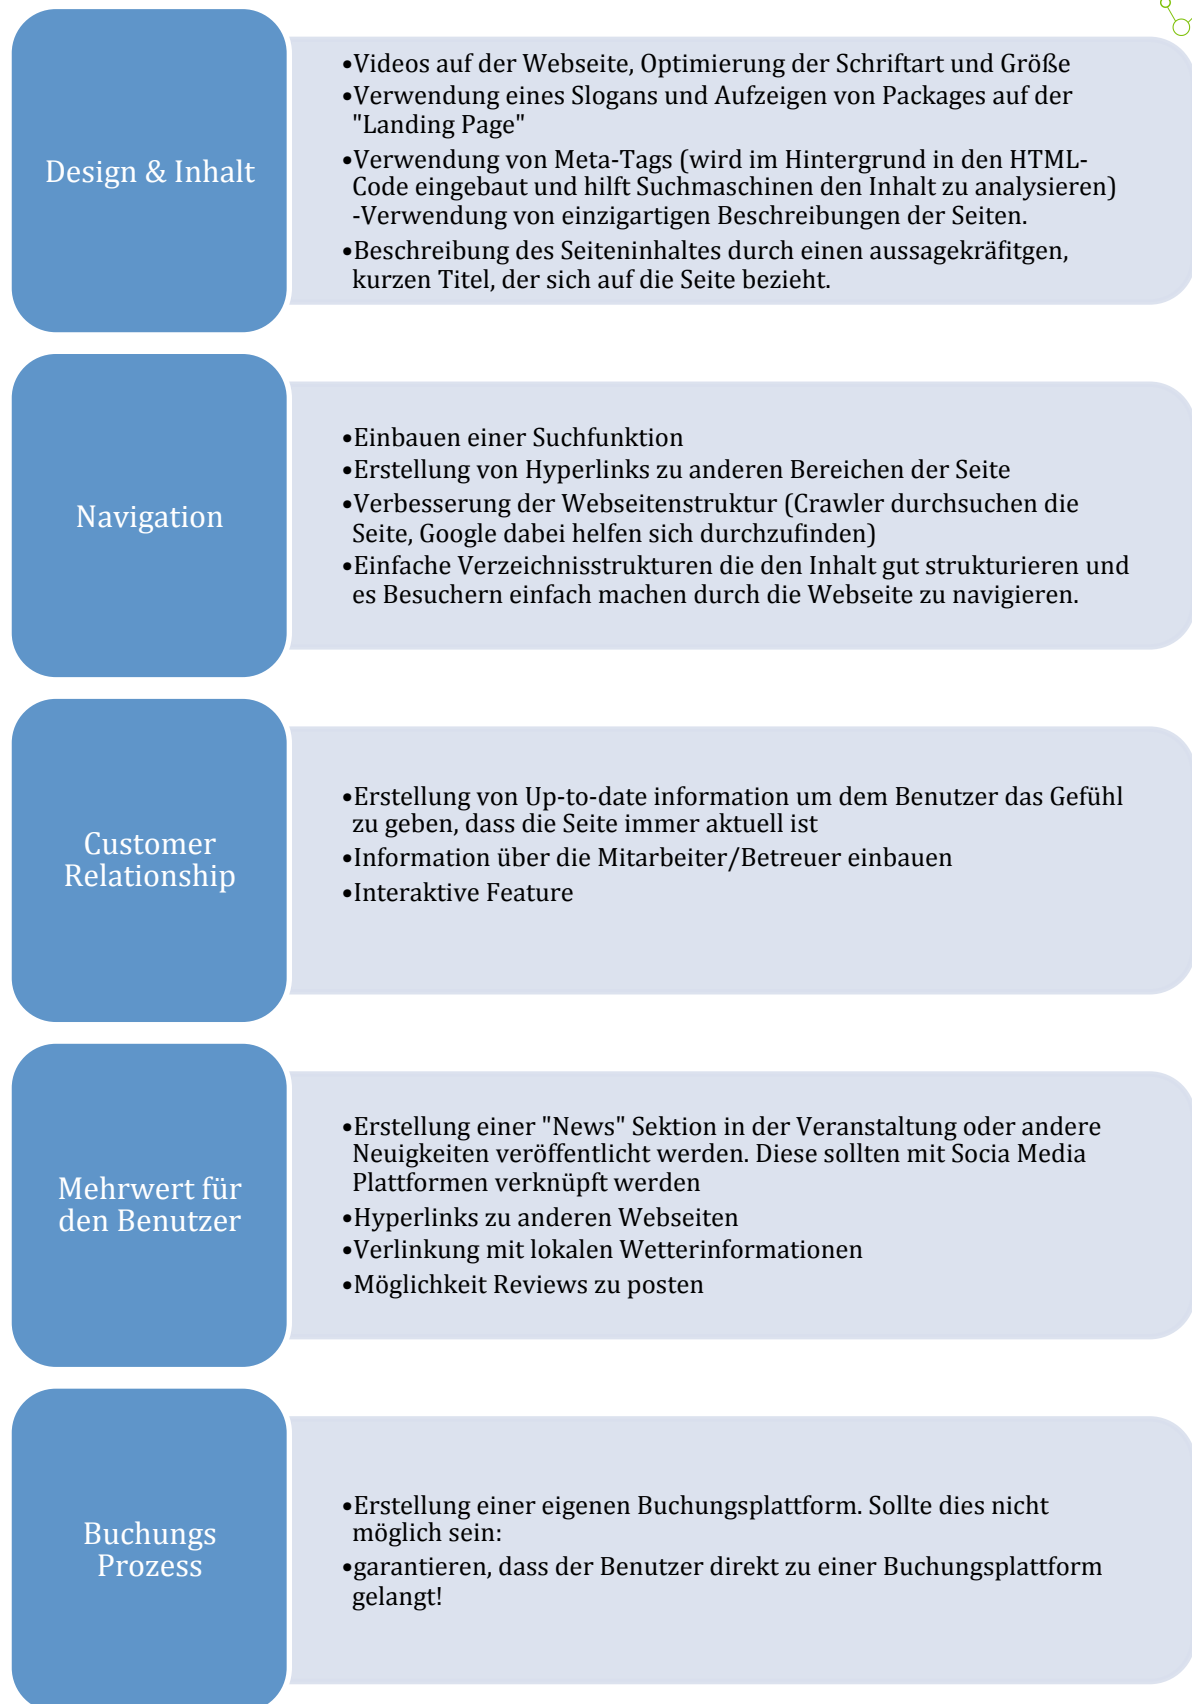 Design & Inhalt
•Videos auf der Webseite, Optimierung der Schriftart und Größe
•Verwendung eines Slogans und Aufzeigen von Packages auf der
"Landing Page"
•Verwendung von Meta-Tags (wird im Hintergrund in den HTML-
Code eingebaut und hilft Suchmaschinen den Inhalt zu analysieren)
-Verwendung von einzigartigen Beschreibungen der Seiten.
•Beschreibung des Seiteninhaltes durch einen aussagekräfitgen,
kurzen Titel, der sich auf die Seite bezieht.
Navigation
•Einbauen einer Suchfunktion
•Erstellung von Hyperlinks zu anderen Bereichen der Seite
•Verbesserung der Webseitenstruktur (Crawler durchsuchen die
Seite, Google dabei helfen sich durchzufinden)
•Einfache Verzeichnisstrukturen die den Inhalt gut strukturieren und
es Besuchern einfach machen durch die Webseite zu navigieren.
Customer
Relationship
•Erstellung von Up-to-date information um dem Benutzer das Gefühl
zu geben, dass die Seite immer aktuell ist
•Information über die Mitarbeiter/Betreuer einbauen
•Interaktive Feature
Mehrwert für
den Benutzer
•Erstellung einer "News" Sektion in der Veranstaltung oder andere
Neuigkeiten veröffentlicht werden. Diese sollten mit Socia Media
Plattformen verknüpft werden
•Hyperlinks zu anderen Webseiten
•Verlinkung mit lokalen Wetterinformationen
•Möglichkeit Reviews zu posten
Buchungs
Prozess
•Erstellung einer eigenen Buchungsplattform. Sollte dies nicht
möglich sein:
•garantieren, dass der Benutzer direkt zu einer Buchungsplattform
gelangt!